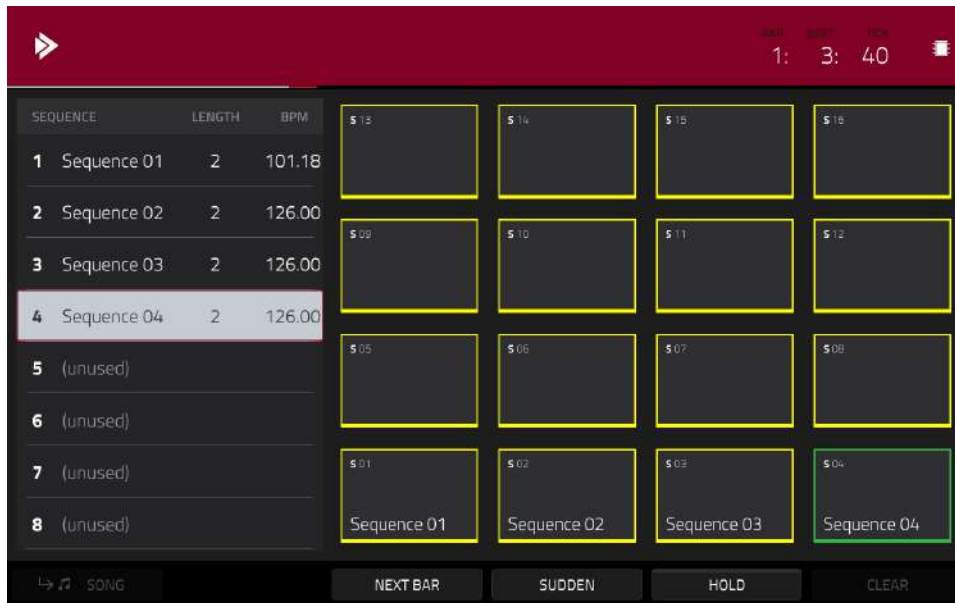 BAR BEAT TICK
1: 3: 40
SEQUENCE LENGTH BPM
1 Sequence 01 2 101.18
2 Sequence 02 2 126.00
3 Sequence 03 2 126.00
4 Sequence 04 2 126.00
5 (unused)
6 (unused)
7 (unused)
8 (unused)
S 13 S 14 S 15 S 16
S 09 S 10 S 11 S 12
S 05 S 06 S 07 S 08
S 01 S 02 S 03 S 04
Sequence 01 Sequence 02 Sequence 03 Sequence 04
SONG NEXT BAR SUDDEN HOLD CLEAR